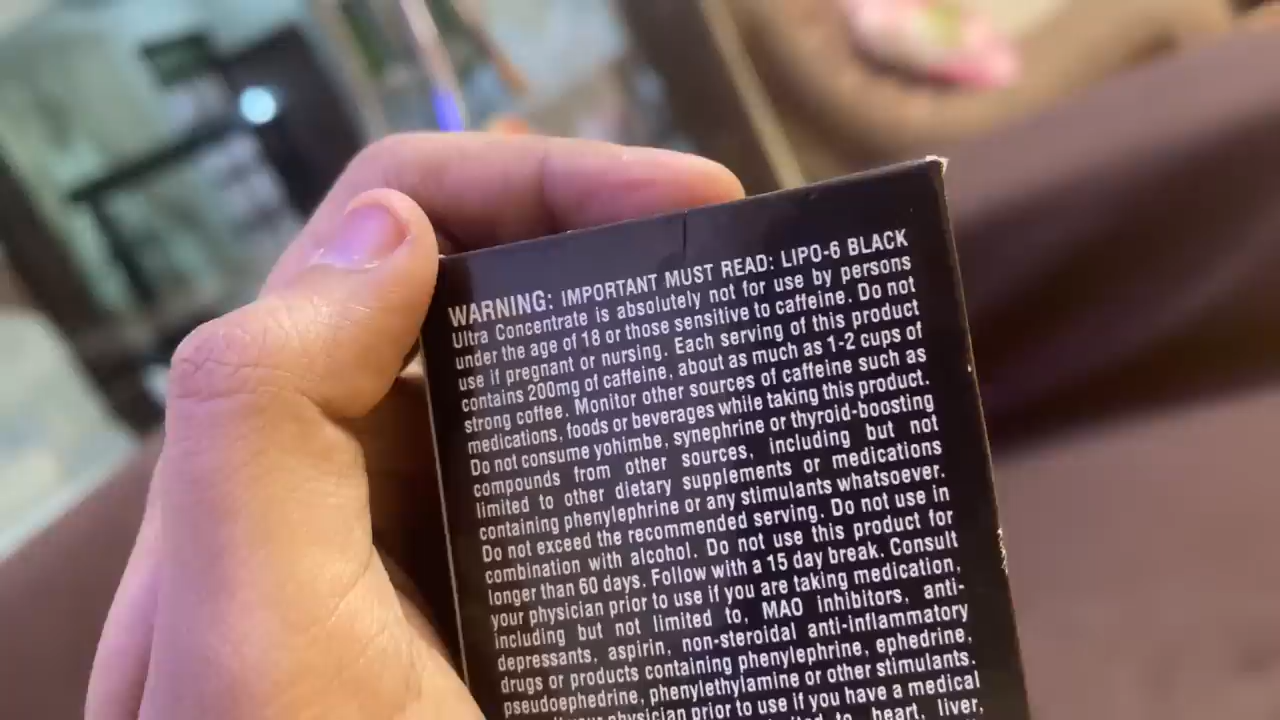 WARNING: IMPORTANT MUST READ: LIPO-6 BLACK
Ultra Concentrate is absolutely not for use by persons
under the age of 18 or those sensitive to caffeine. Do not
use if pregnant or nursing. Each serving of this product
contains 200mg of caffeine, about as much as 1-2 cups of
strong coffee. Monitor other sources of caffeine such as
medications, foods or beverages while taking this product.
Do not consume yohimbe, synephrine or thyroid-boosting
compounds from other sources, including but not
limited to other dietary supplements or medications
containing phenylephrine or any stimulants whatsoever.
Do not exceed the recommended serving. Do not use in
combination with alcohol. Do not use this product for
longer than 60 days. Follow with a 15 day break. Consult
your physician prior to use if you are taking medication,
including but not limited to, MAO inhibitors, anti-
depressants, aspirin, non-steroidal anti-inflammatory
drugs or products containing phenylephrine, ephedrine,
pseudoephedrine, phenylethylamine or other stimulants.
physician prior to use if you have a medical
to, heart, liver,